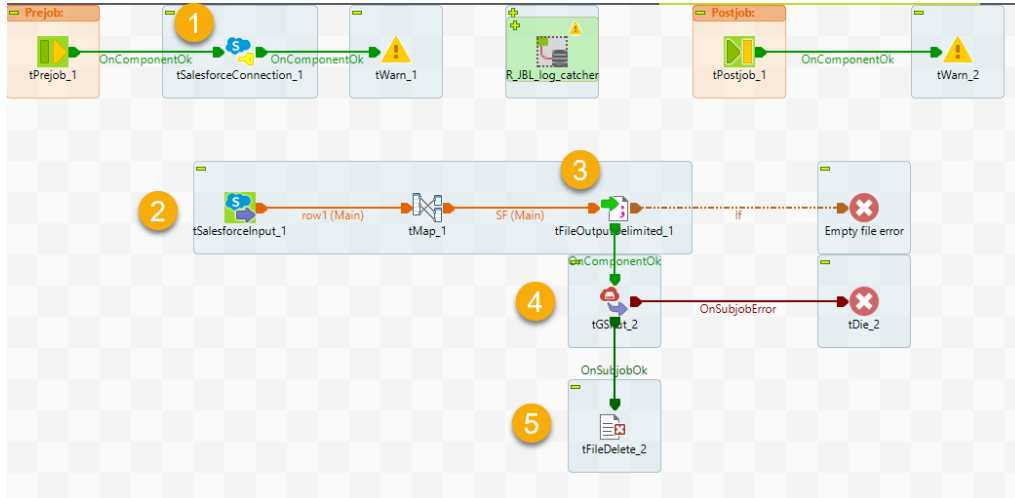 Prejob:
Postjob:
1
OnComponentOk
OnComponentOk
OnComponentOk
tPrejob_1
tSalesforceConnection_1
tWarn_1
R_JBL_log_catcher
tPostjob_1
tWarn_2
3
2
row1 (Main)
SF (Main)
If
tSalesforceInput_1
tMap_1
tFileOutputDelimited_1
Empty file error
OnComponentOk
4
OnSubjobError
tGSPut_2
tDie_2
OnSubjobOk
5
tFileDelete_2